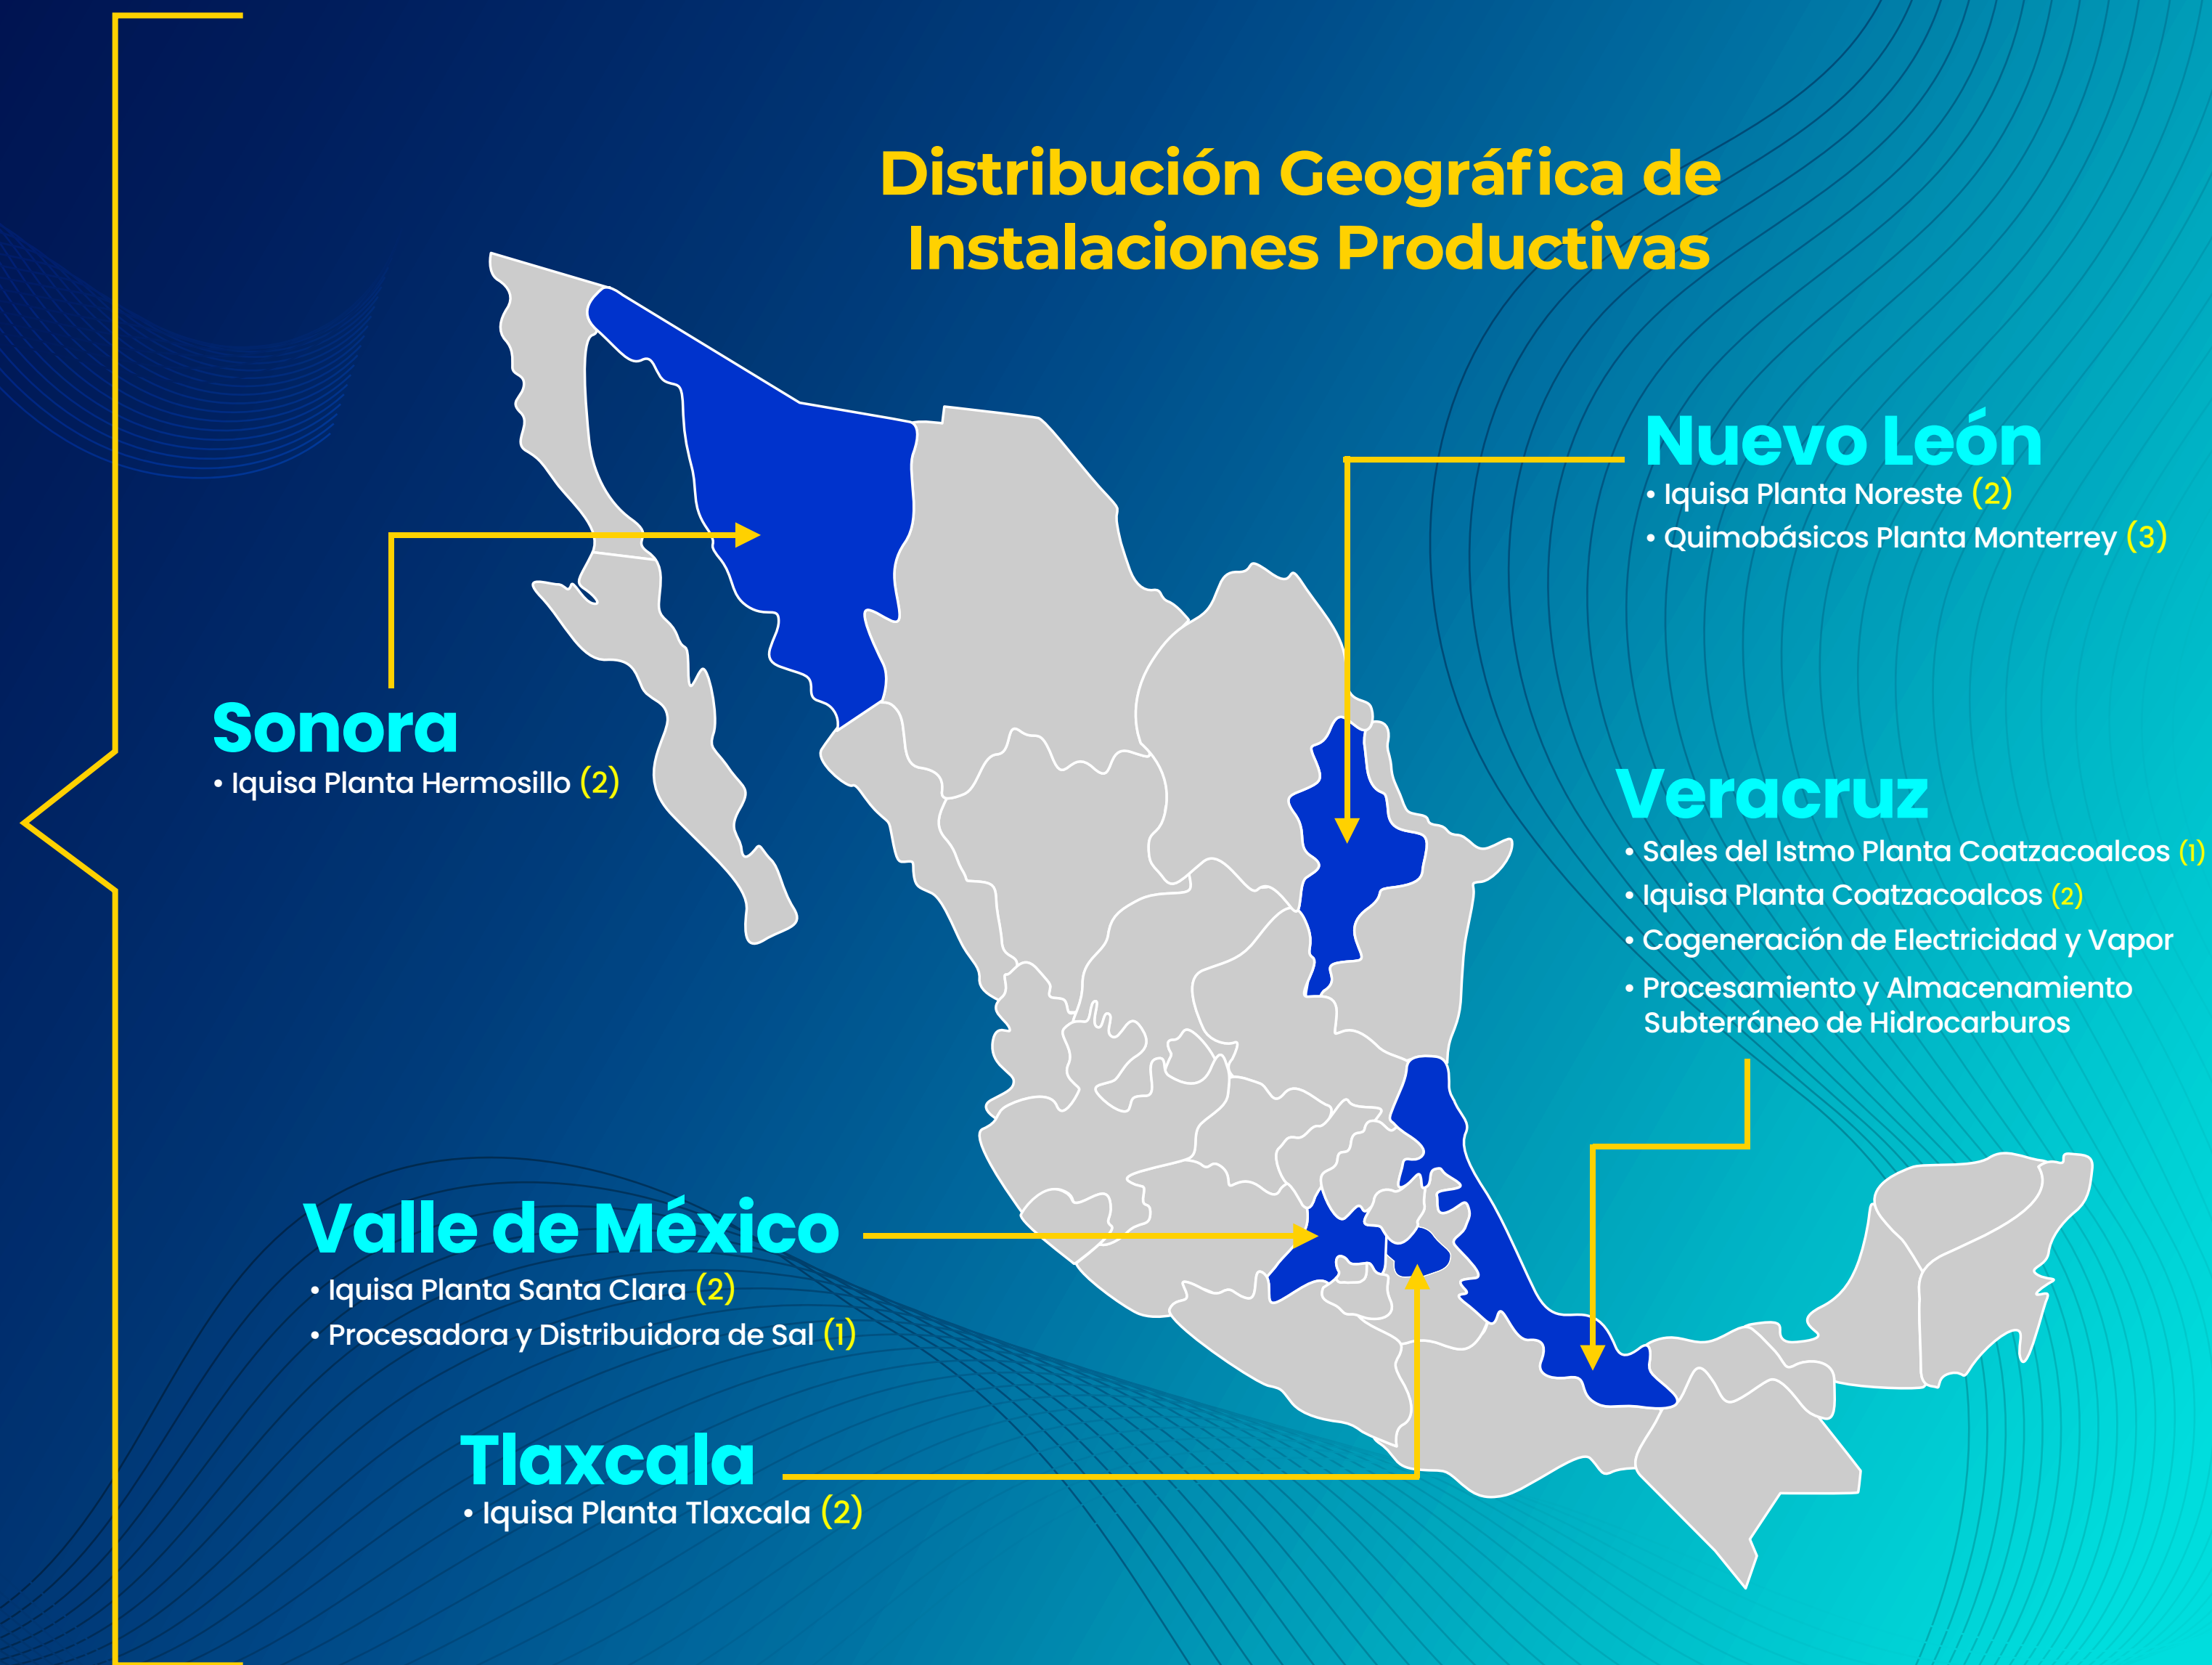 Distribución Geográfica de
Instalaciones Productivas
Nuevo León
• Iquisa Planta Noreste (2)
• Quimobásicos Planta Monterrey (3)
Sonora
• Iquisa Planta Hermosillo (2)
Veracruz
• Sales del Istmo Planta Coatzacoalcos (1)
• Iquisa Planta Coatzacoalcos (2)
• Cogeneración de Electricidad y Vapor
• Procesamiento y Almacenamiento
Subterráneo de Hidrocarburos
Valle de México
• Iquisa Planta Santa Clara (2)
• Procesadora y Distribuidora de Sal (1)
Tlaxcala
• Iquisa Planta Tlaxcala (2)